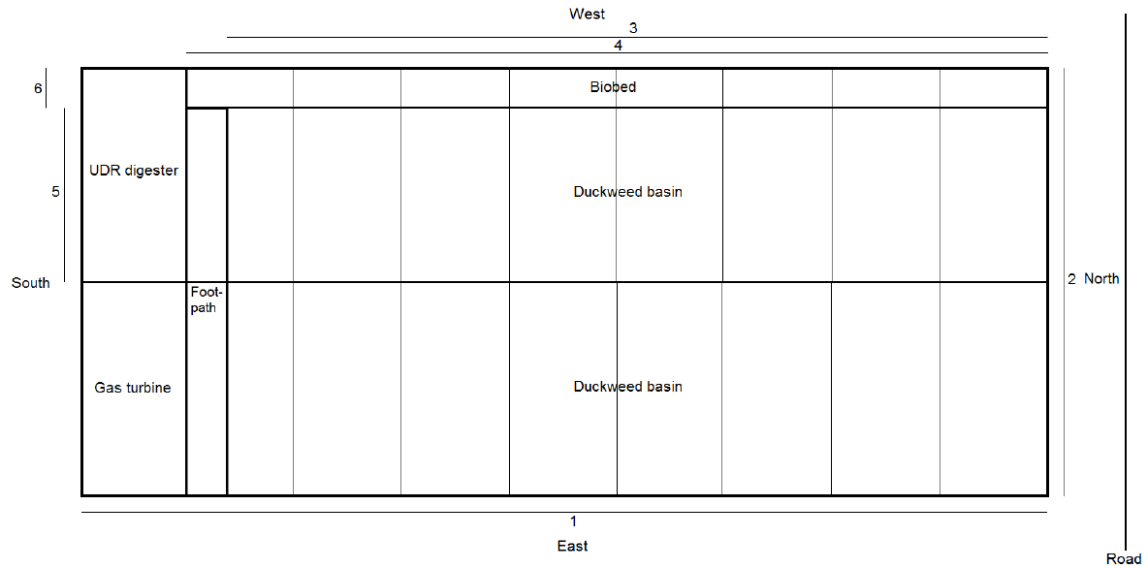 West
3
4
6
Biobed
UDR digester
5
Duckweed basin
South
2 North
Foot-
path
Gas turbine
Duckweed basin
1
East
Road